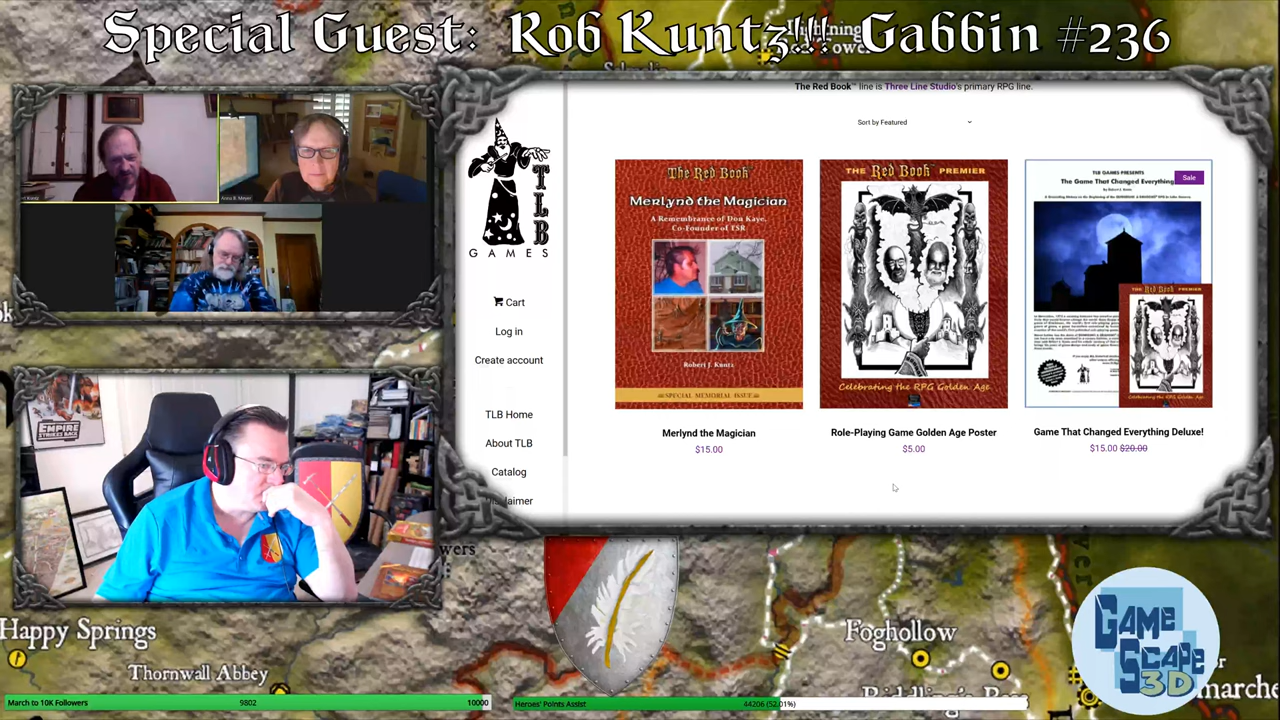 Special Guest: Rob Kuntz!!! Gabbin #236
The Red Book™ line is Three Line Studio's primary RPG line.
Sort by Featured
TLB
GAMES
Cart
Log in
Create account
TLB Home
About TLB
Catalog
The Red Book
Merlynd the Magician
A Remembrance of Don Kaye,
Co-Founder of TSR
Robert J. Kuntz
SPECIAL MEMORIAL ISSUE
Merlynd the Magician
$15.00
THE Red Book PREMIER
Celebrating the RPG Golden Age
Role-Playing Game Golden Age Poster
$5.00
TLB GAMES PRESENTS
The Game That Changed Everything
Sale
THE Red Book PREMIER
Celebrating the RPG Golden Age
Game That Changed Everything Deluxe!
$15.00 $20.00
Anna B. Meyer
EMPIRE
STRIKES
BACK
Happy Springs
Thornwall Abbey
Foghollow
GAME
SCAPE
3D
March to 10K Followers 9802 10000
Heroes' Points Assist 44206 (52.01%)